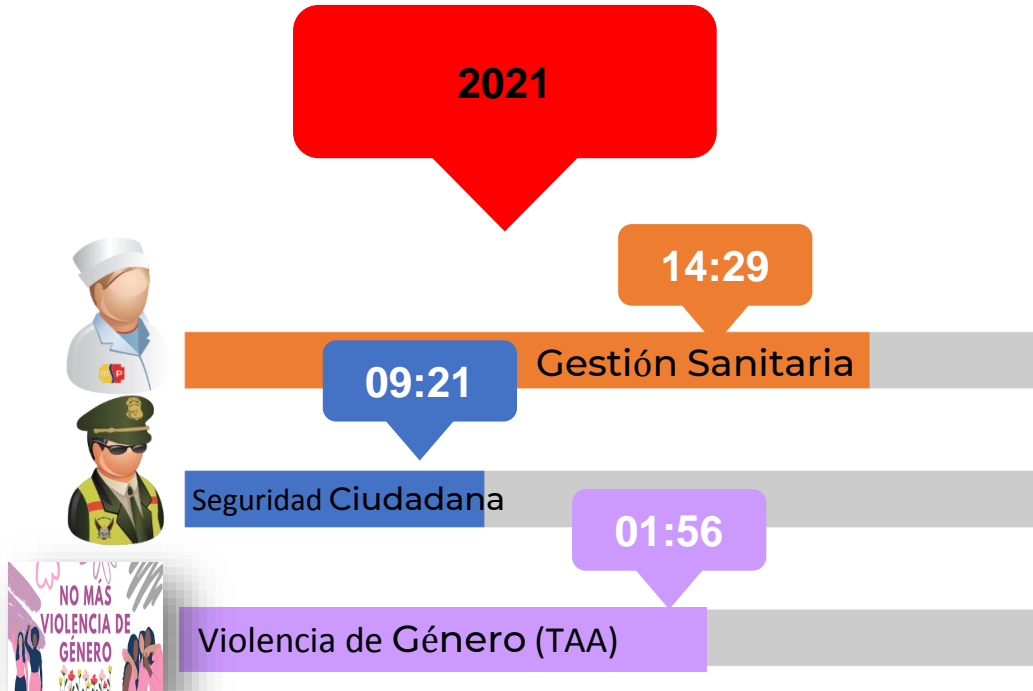 2021
14:29
Gestión Sanitaria
09:21
Seguridad Ciudadana
01:56
NO MÁS
VIOLENCIA DE
GÉNERO
Violencia de Género (TAA)